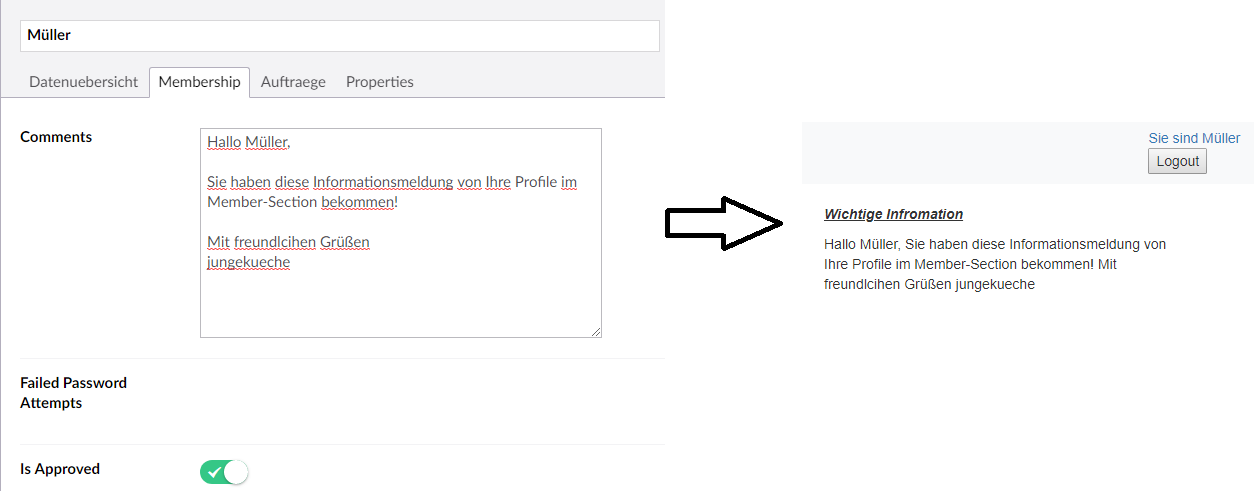 Müller
Datenuebersicht Membership Auftraege Properties
Comments
Hallo Müller,
Sie haben diese Informationsmeldung von Ihre Profile im
Member-Section bekommen!
Mit freundlcihen Grüßen
jungekueche
Failed Password
Attempts
Is Approved
Sie sind Müller
Logout
Wichtige Infromation
Hallo Müller, Sie haben diese Informationsmeldung von
Ihre Profile im Member-Section bekommen! Mit
freundlcihen Grüßen jungekueche